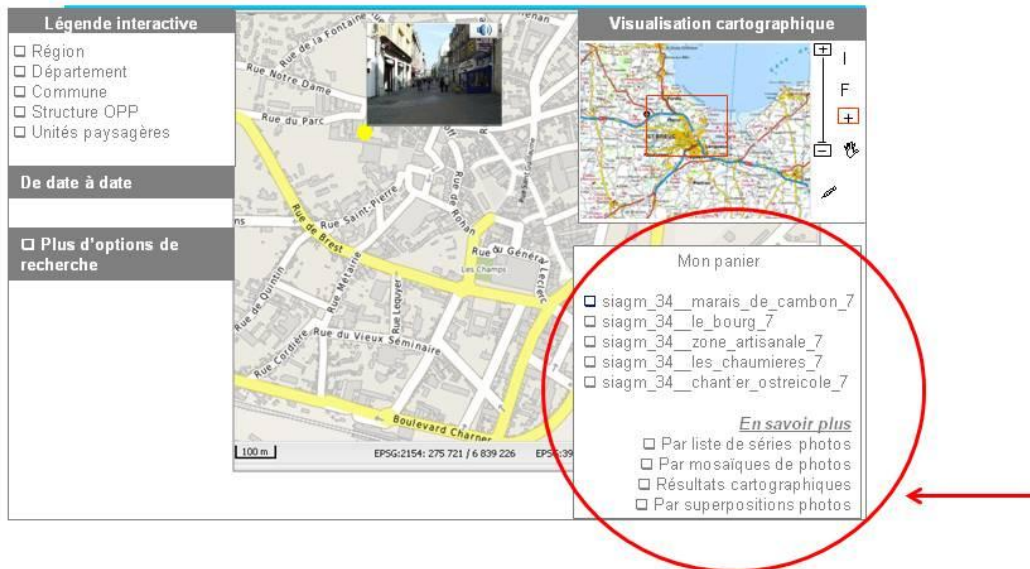 Légende interactive
□ Région
□ Département
□ Commune
□ Structure OPP
□ Unités paysagères
De date à date
□ Plus d'options de
recherche
Rue de la Fontaine
Rue Notre Dame
Rue du Parc
Rue Saint-Pierre
Rue de Rohan
Rue de Brest
Rue Métairie
Rue de Quintin
Rue Lequyer
Rue Cordière
Rue du Vieux Séminaire
Rue du Général Leclerc
Les Champs
Boulevard Charner
100 m
EPSG:2154: 275 721 / 6 839 226
Visualisation cartographique
ST-BRIEUC
I
F
Mon panier
□ siagm_34__marais_de_cambon_7
□ siagm_34__le_bourg_7
□ siagm_34__zone_artisanale_7
□ siagm_34__les_chaumieres_7
□ siagm_34__chantier_ostreicole_7
En savoir plus
□ Par liste de séries photos
□ Par mosaïques de photos
□ Résultats cartographiques
□ Par superpositions photos